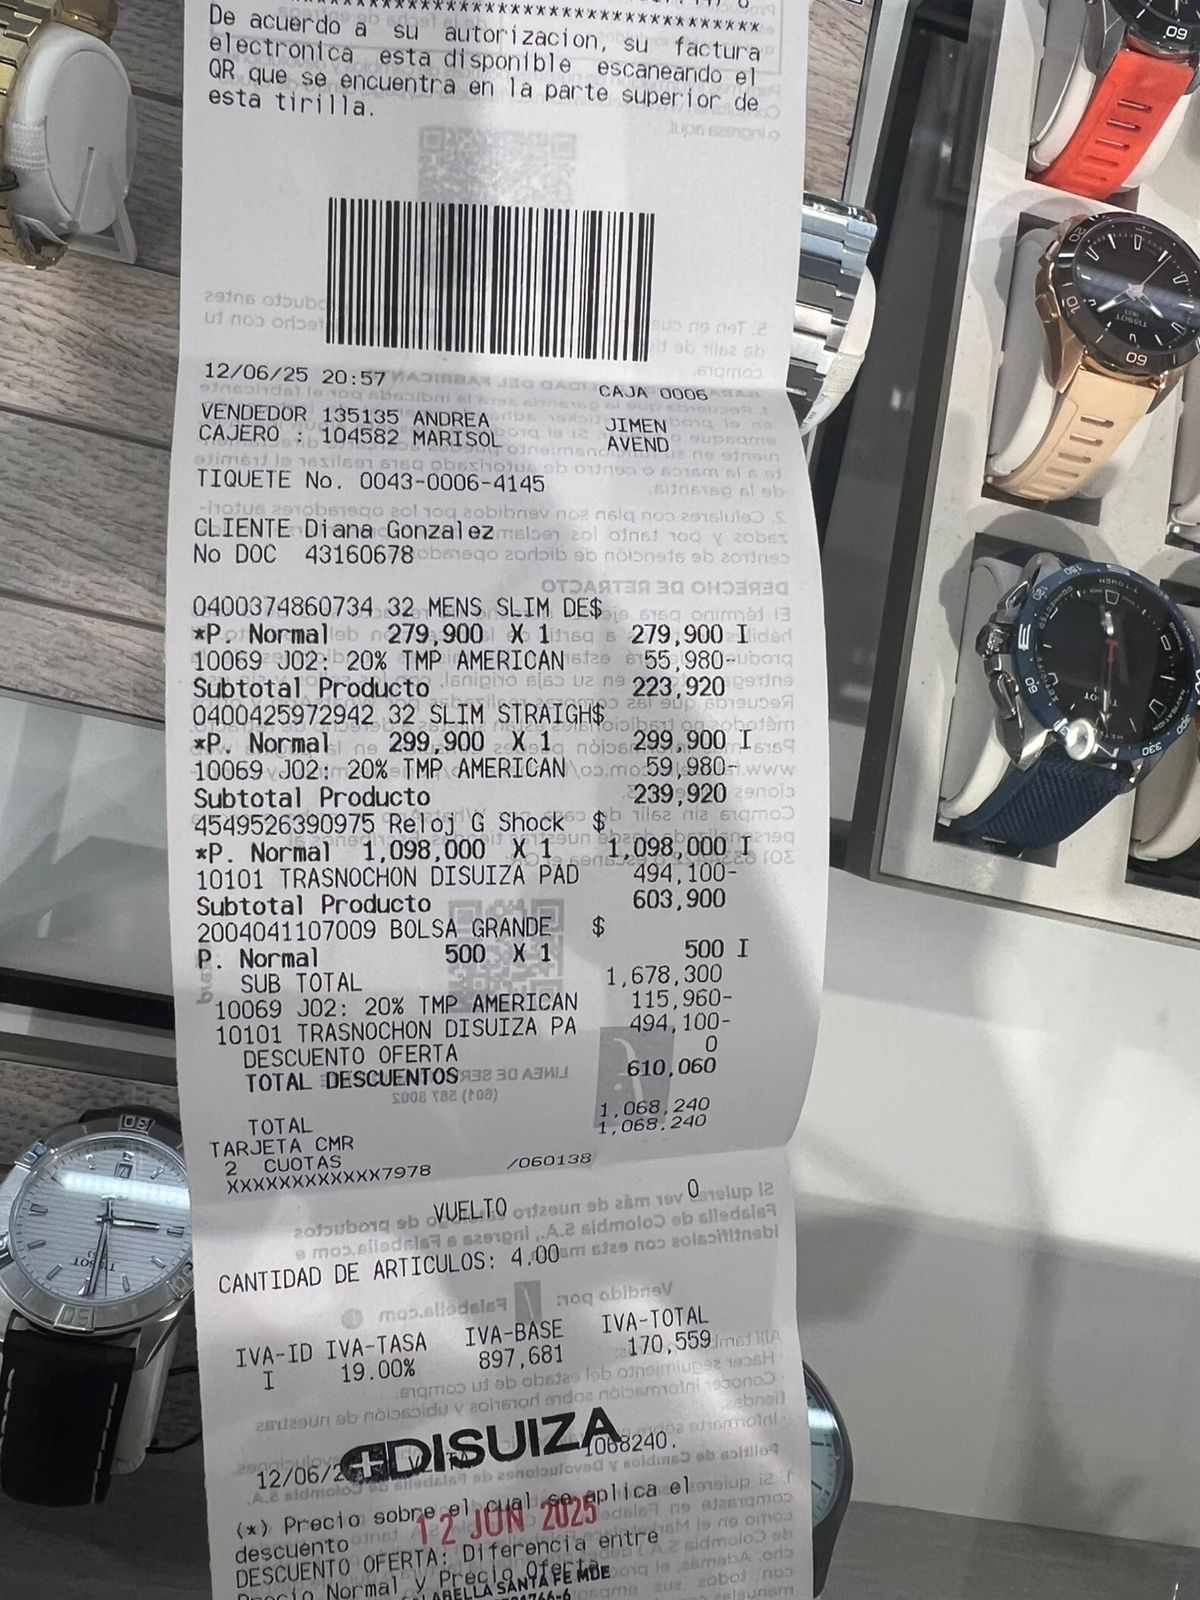 De acuerdo a su autorizacion, su factura
electronica esta disponible escaneando el
QR que se encuentra en la parte superior de
esta tirilla.
12/06/25 20:57 CAJA 0006
VENDEDOR 135135 ANDREA JIMEN
CAJERO : 104582 MARISOL AVEND
TIQUETE No. 0043-0006-4145
CLIENTE Diana Gonzalez
No DOC 43160678
0400374860734 32 MENS SLIM DE$
*P. Normal 279,900 X 1 279,900 I
10069 J02: 20% TMP AMERICAN 55,980-
Subtotal Producto 223,920
0400425972942 32 SLIM STRAIGH$
*P. Normal 299,900 X 1 299,900 I
10069 J02: 20% TMP AMERICAN 59,980-
Subtotal Producto 239,920
4549526390975 Reloj G Shock $
*P. Normal 1,098,000 X 1 1,098,000 I
10101 TRASNOCHON DISUIZA PAD 494,100-
Subtotal Producto 603,900
2004041107009 BOLSA GRANDE $
P. Normal 500 X 1 500 I
SUB TOTAL 1,678,300
10069 J02: 20% TMP AMERICAN 115,960-
10101 TRASNOCHON DISUIZA PA 494,100-
DESCUENTO OFERTA 0
TOTAL DESCUENTOS 610,060
TOTAL 1,068,240
TARJETA CMR 1,068,240
2 CUOTAS
XXXXXXXXXXXX7978 /060138
VUELTO 0
CANTIDAD DE ARTICULOS: 4.00
IVA-ID IVA-TASA IVA-BASE IVA-TOTAL
I 19.00% 897,681 170,559
DISUIZA
12/06/2 1068240.
(*) Precio sobre el cual se aplica el
descuento
12 JUN 2025
DESCUENTO OFERTA: Diferencia entre
Precio Normal y Precio Oferta
ABELLA SANTA FE MDE
TISSOT
TISSOT